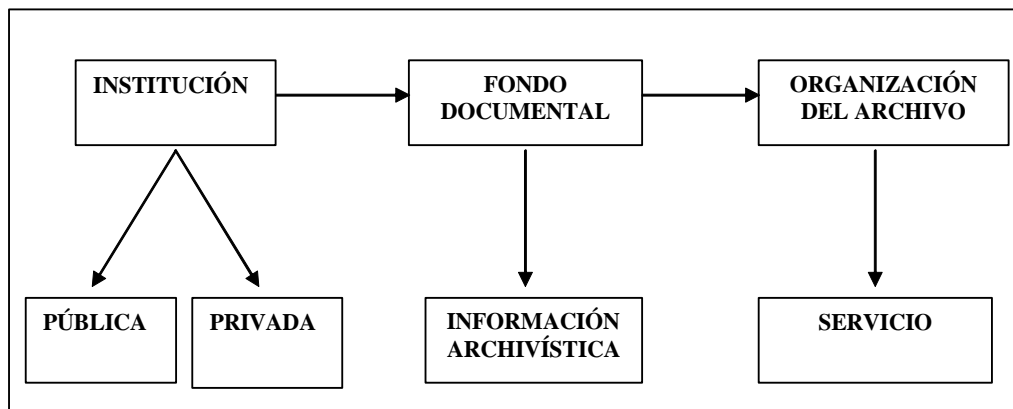 INSTITUCIÓN
FONDO
DOCUMENTAL
ORGANIZACIÓN
DEL ARCHIVO
PÚBLICA
PRIVADA
INFORMACIÓN
ARCHIVÍSTICA
SERVICIO